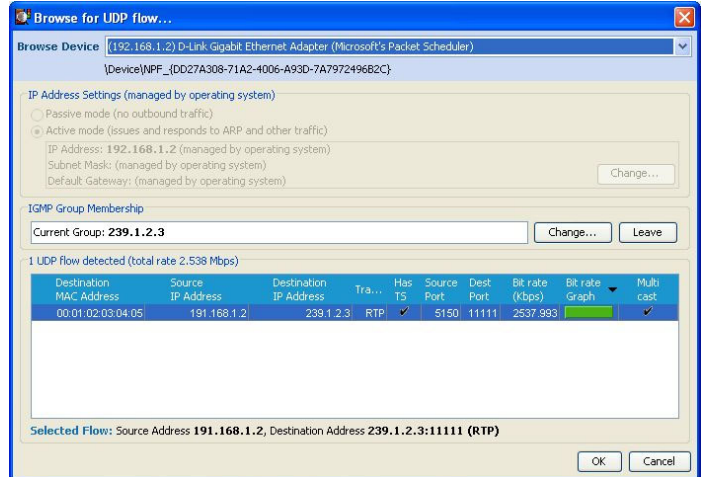 Browse for UDP flow...
Browse Device (192.168.1.2) D-Link Gigabit Ethernet Adapter (Microsoft's Packet Scheduler)
\Device\NPF_{DD27A308-71A2-4006-A93D-7A7972496B2C}
IP Address Settings (managed by operating system)
Passive mode (no outbound traffic)
Active mode (issues and responds to ARP and other traffic)
IP Address: 192.168.1.2 (managed by operating system)
Subnet Mask: (managed by operating system)
Default Gateway: (managed by operating system)
Change...
IGMP Group Membership
Current Group: 239.1.2.3 Change... Leave
1 UDP flow detected (total rate 2.538 Mbps)
Destination Source Destination Tra... Has Source Dest Bit rate Bit rate Multi
MAC Address IP Address IP Address TS Port Port (Kbps) Graph cast
00:01:02:03:04:05 191.168.1.2 239.1.2.3 RTP ✔ 5150 11111 2537.993 ✔
Selected Flow: Source Address 191.168.1.2, Destination Address 239.1.2.3:11111 (RTP)
OK Cancel